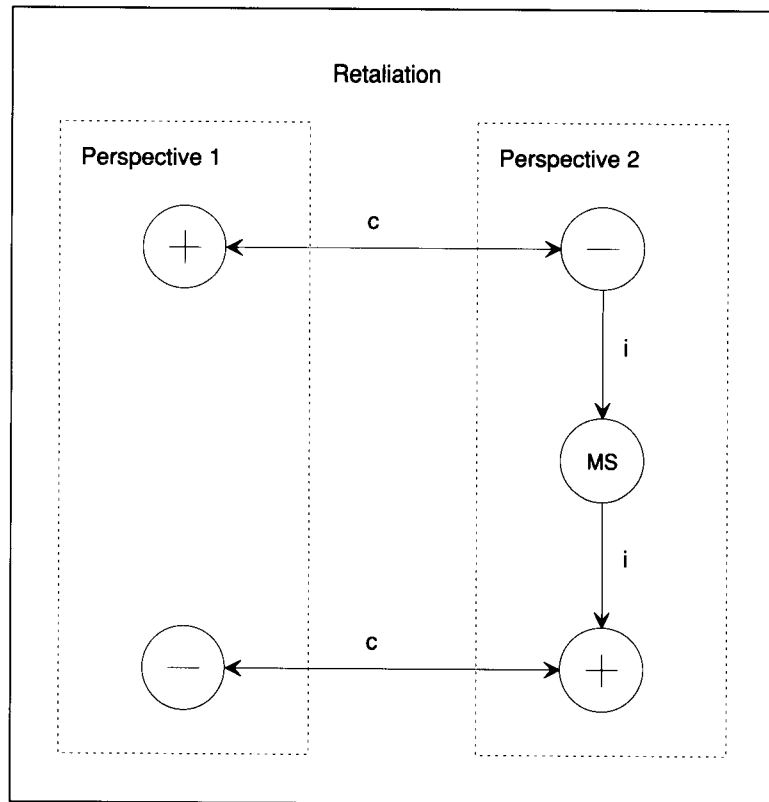 Retaliation
Perspective 1
Perspective 2
+
c
−
i
MS
i
−
c
+